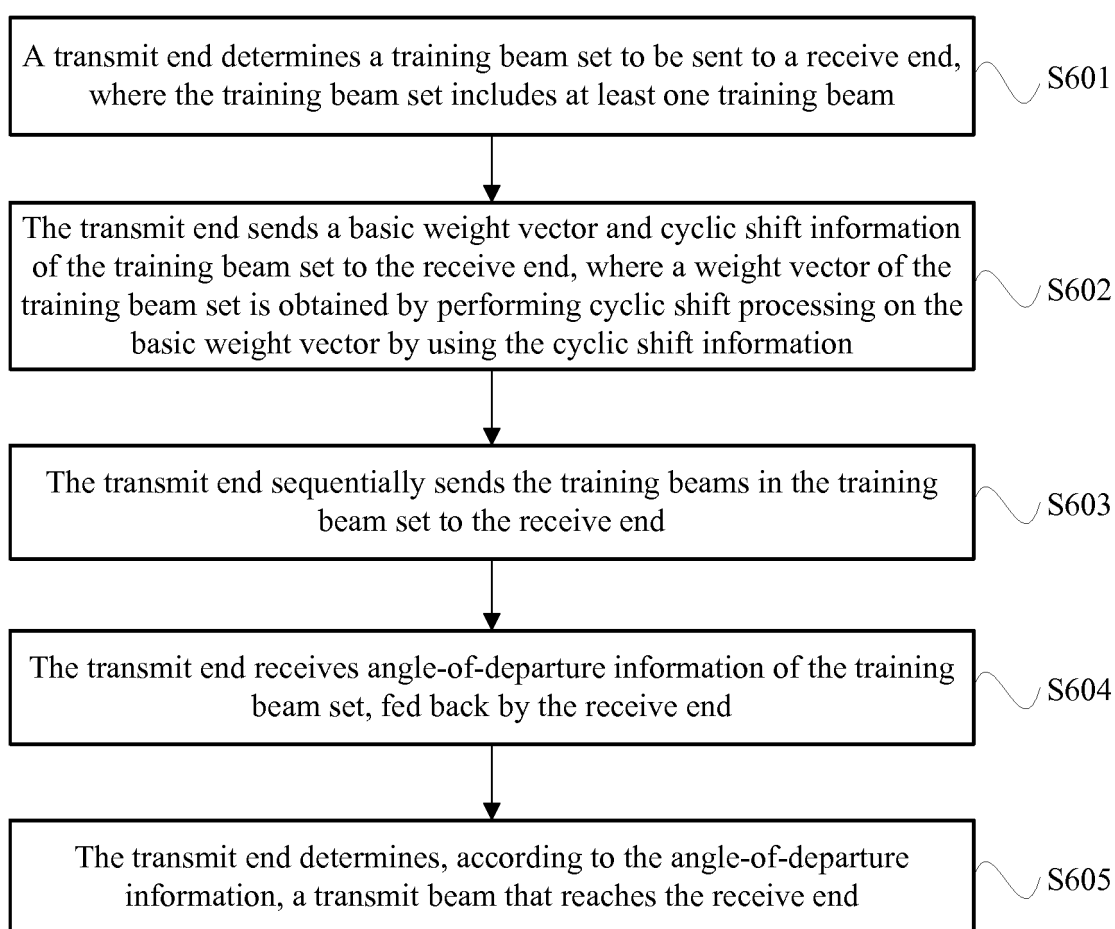 A transmit end determines a training beam set to be sent to a receive end,
where the training beam set includes at least one training beam
S601
The transmit end sends a basic weight vector and cyclic shift information
of the training beam set to the receive end, where a weight vector of the
training beam set is obtained by performing cyclic shift processing on the
basic weight vector by using the cyclic shift information
S602
The transmit end sequentially sends the training beams in the training
beam set to the receive end
S603
The transmit end receives angle-of-departure information of the training
beam set, fed back by the receive end
S604
The transmit end determines, according to the angle-of-departure
information, a transmit beam that reaches the receive end
S605